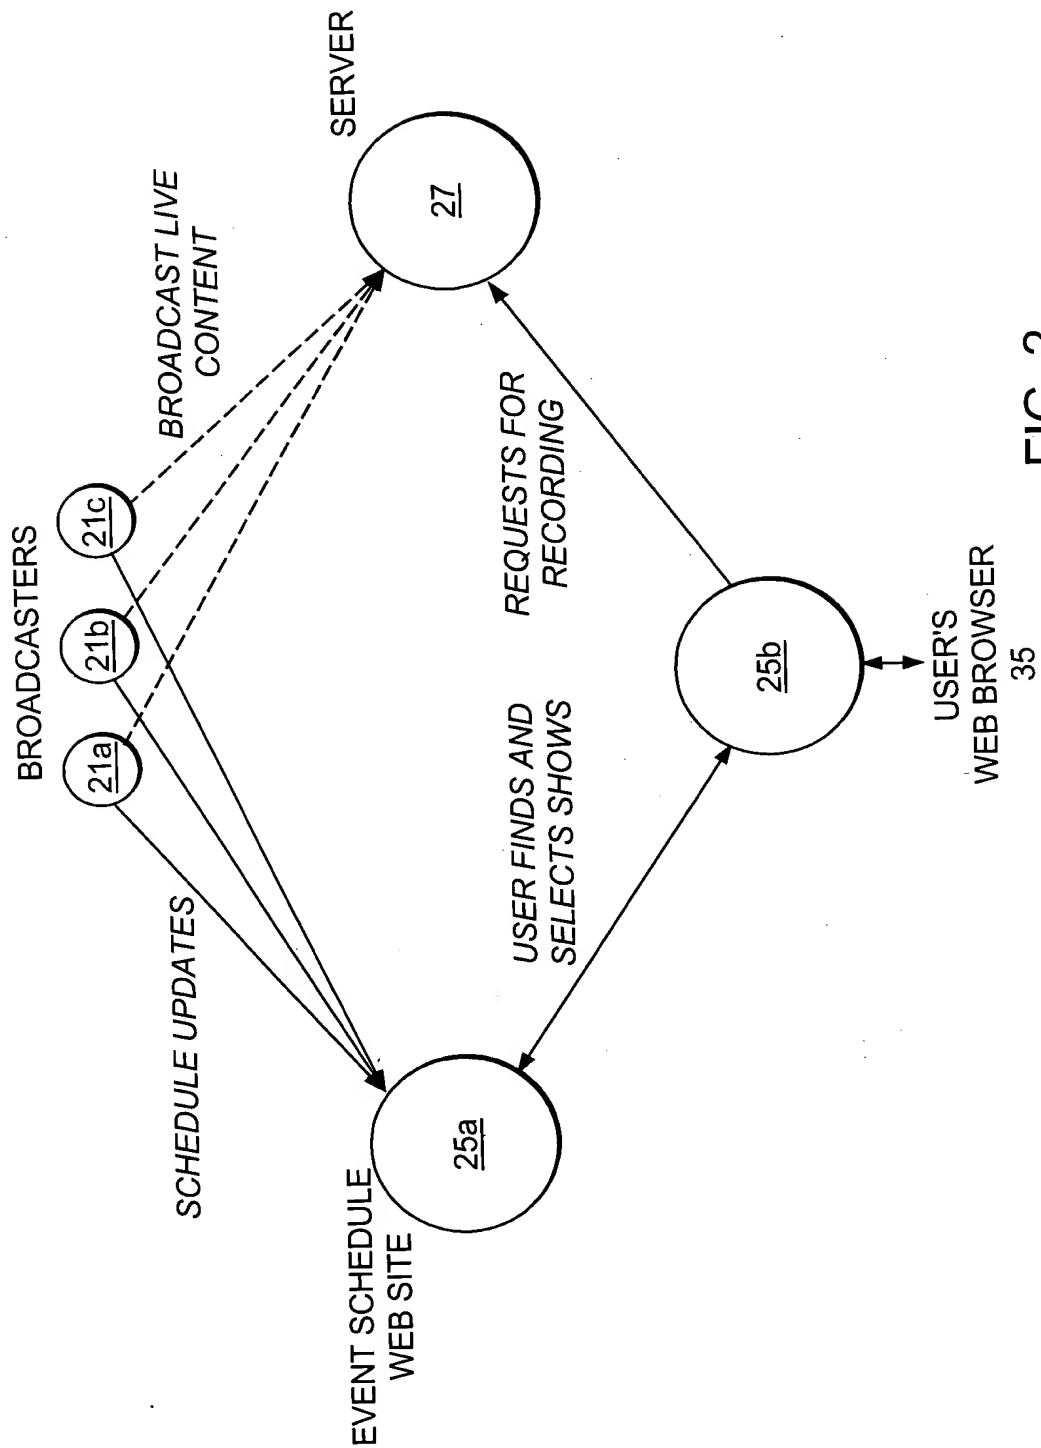 BROADCASTERS
21a
21b
21c
SCHEDULE UPDATES
BROADCAST LIVE
CONTENT
EVENT SCHEDULE
WEB SITE
25a
SERVER
27
USER FINDS AND
SELECTS SHOWS
REQUESTS FOR
RECORDING
25b
USER'S
WEB BROWSER
35